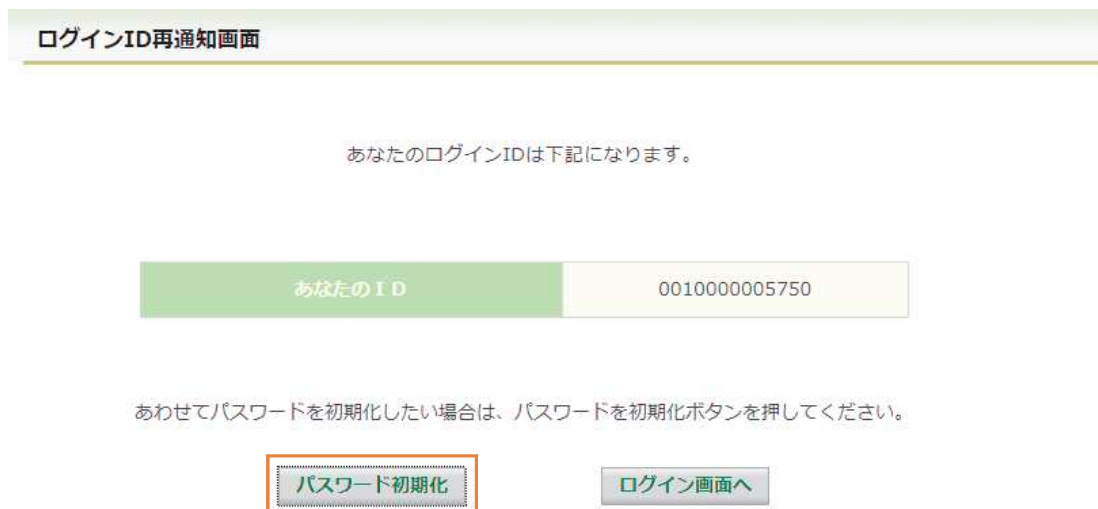 ログインID再通知画面
あなたのログインIDは下記になります。
あなたのＩＤ 0010000005750
あわせてパスワードを初期化したい場合は、パスワードを初期化ボタンを押してください。
パスワード初期化 ログイン画面へ